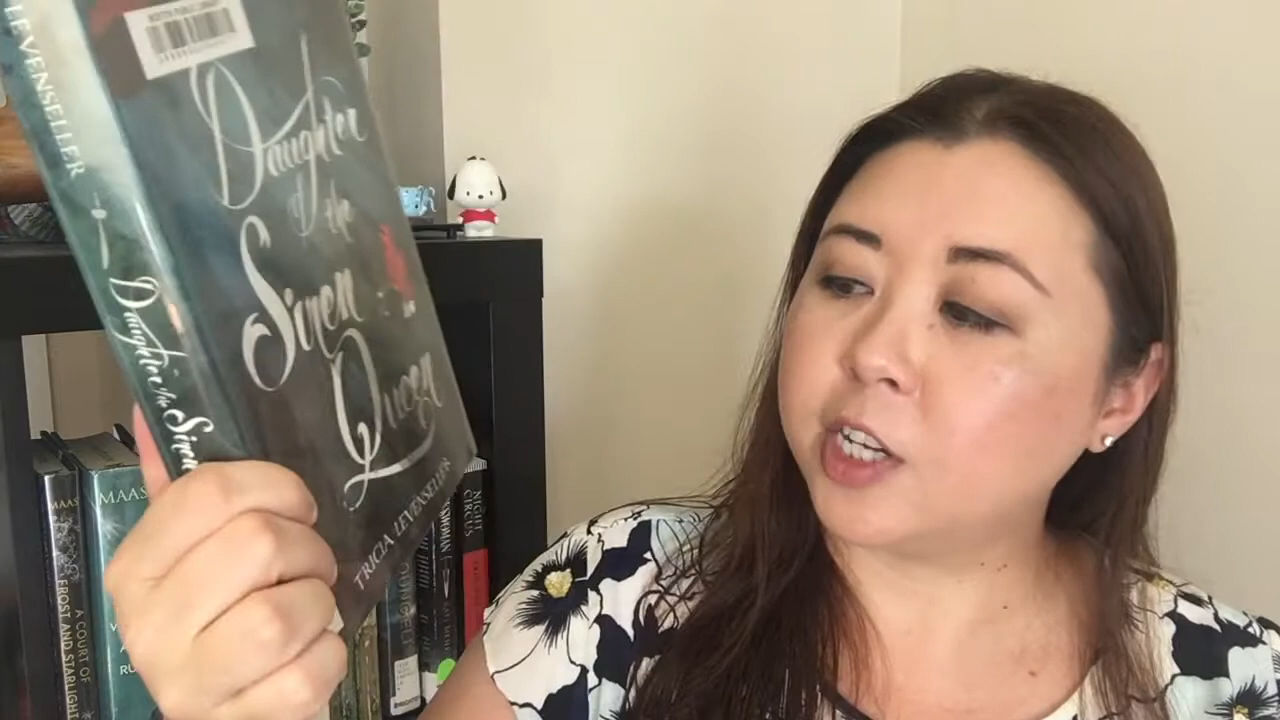 LEVENSELLER
Daughter of the Siren
Daughter
of the
Siren
Queen
TRICIA LEVENSELLER
MAAS
A COURT OF
FROST AND STARLIGHT
MAAS
NIGHT
CIRCUS